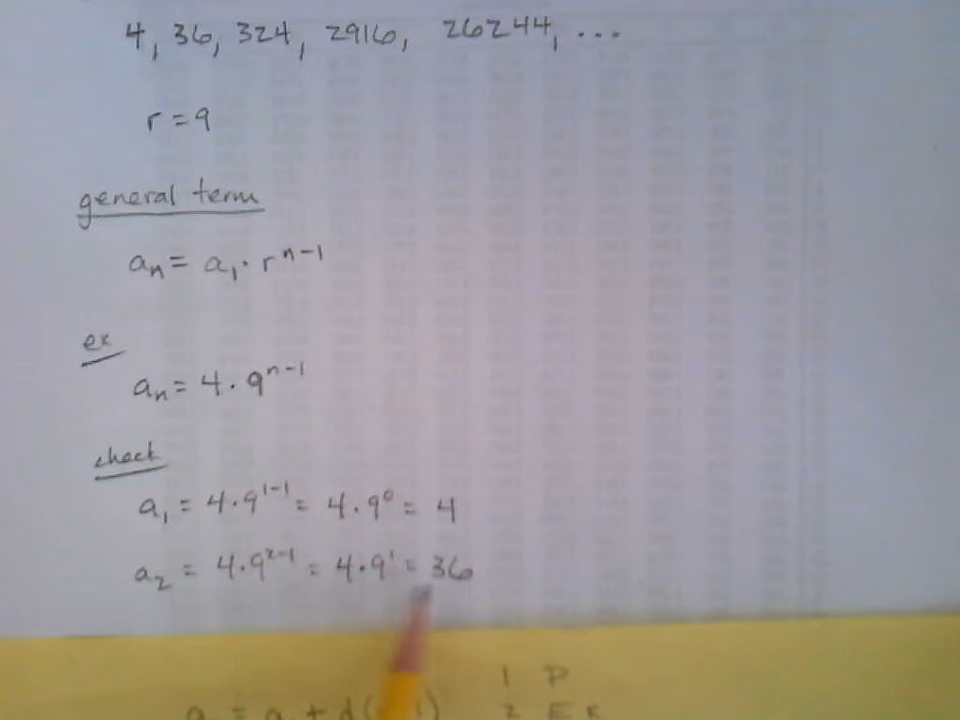 4, 36, 324, 2916, 26244, ...
r = 9
general term
aₙ = a₁ · rⁿ⁻¹
ex
aₙ = 4 · 9ⁿ⁻¹
check
a₁ = 4 · 9¹⁻¹ = 4 · 9⁰ = 4
a₂ = 4 · 9²⁻¹ = 4 · 9¹ = 36
1 P